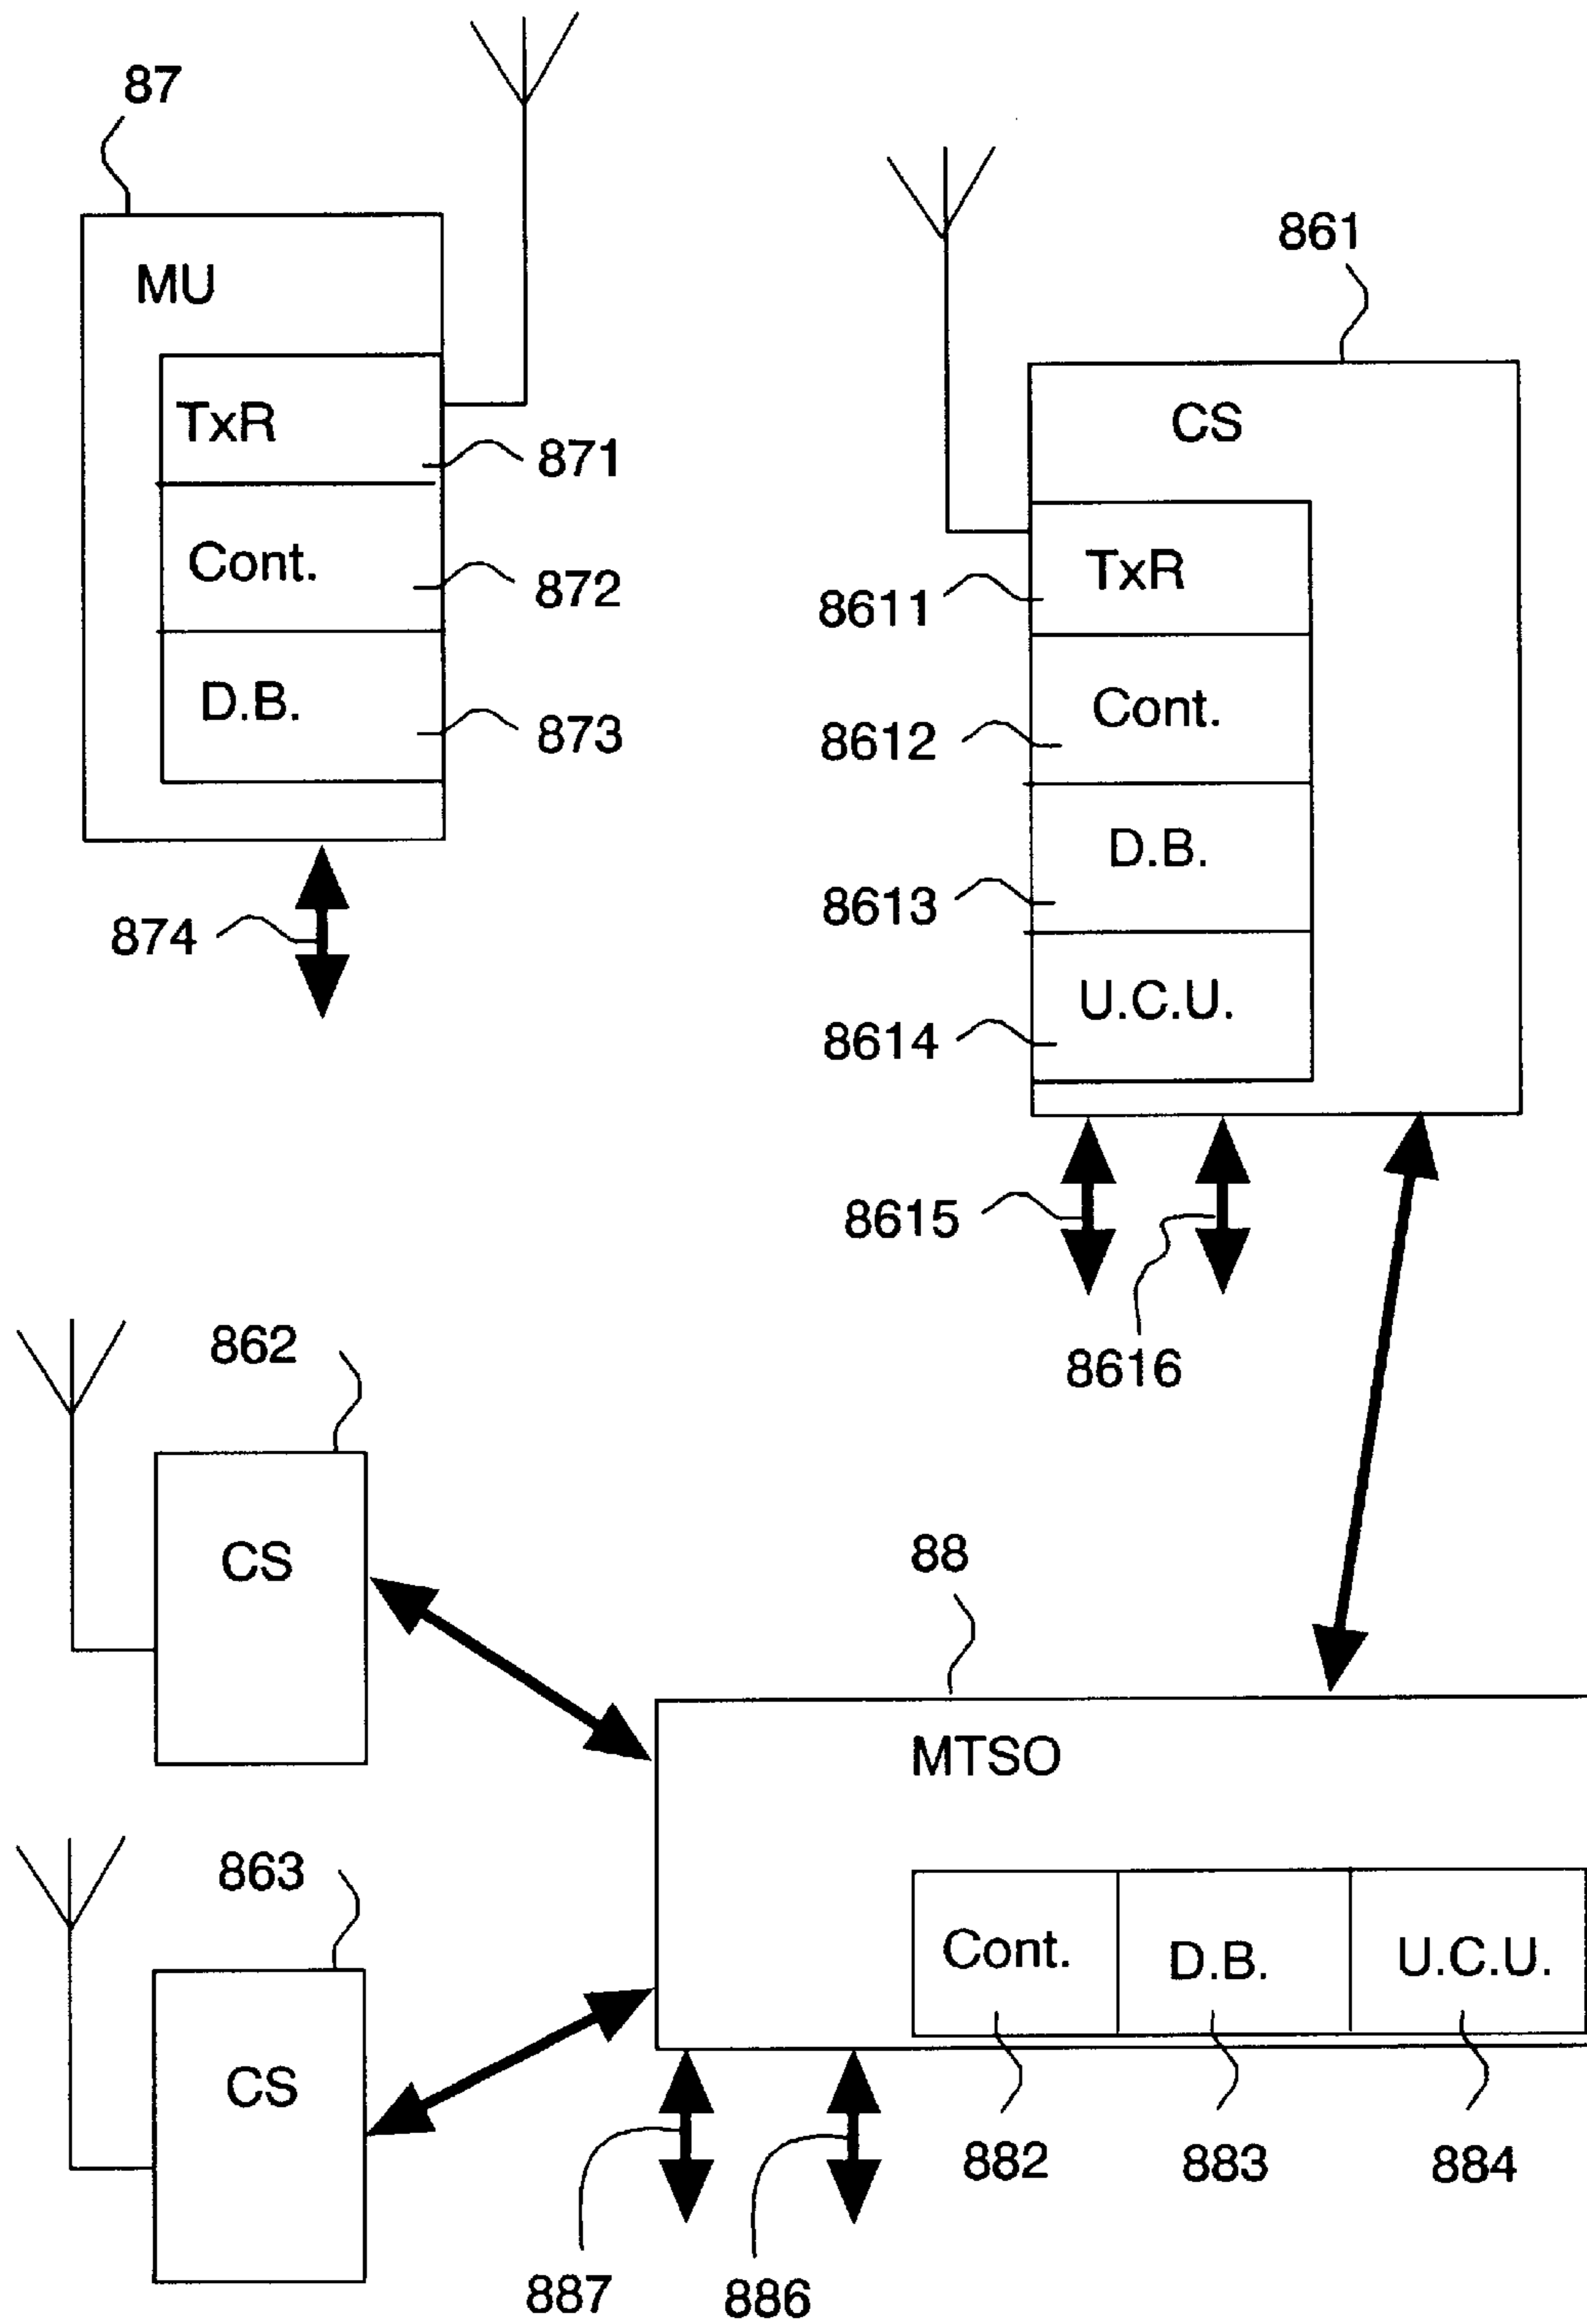 87
MU
TxR
871
Cont.
872
D.B.
873
874
861
CS
TxR
8611
Cont.
8612
D.B.
8613
U.C.U.
8614
8615
8616
862
CS
863
CS
88
MTSO
Cont.
D.B.
U.C.U.
882
883
884
887
886